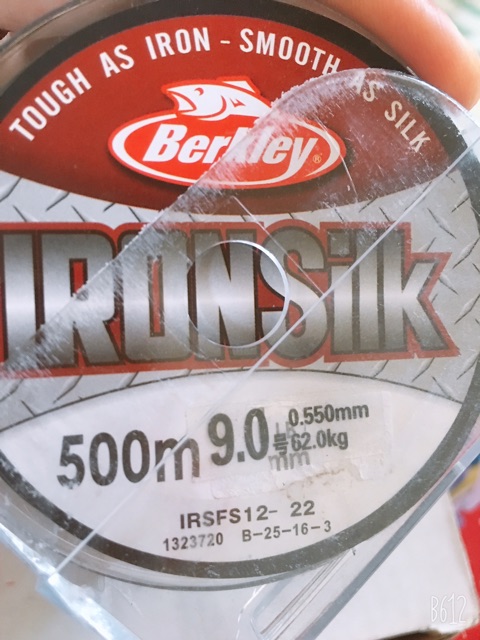 TOUGH AS IRON - SMOOTH AS SILK
Berkley®
IRONSilk
500m 9.0 0.550mm
62.0kg
mm
IRSFS12- 22
1323720 B-25-16-3
B612